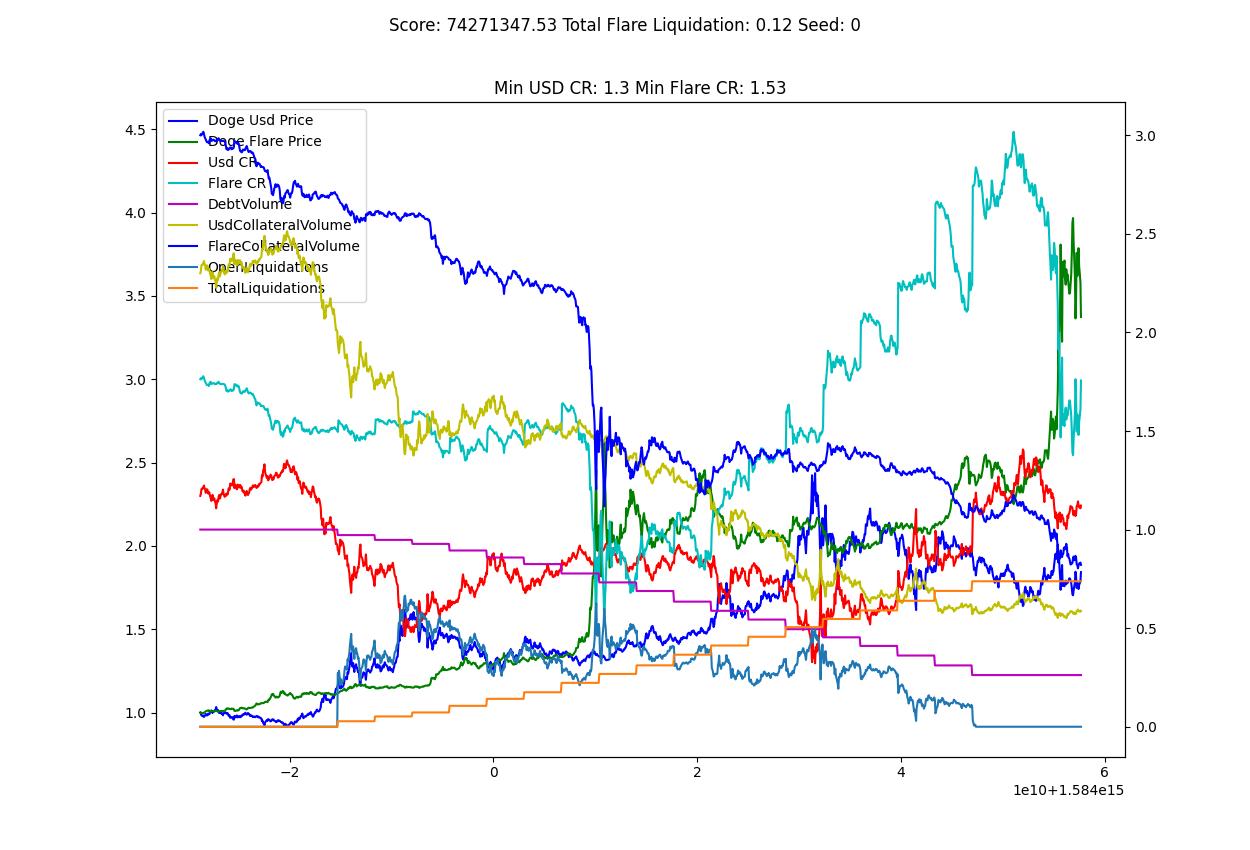 Score: 74271347.53 Total Flare Liquidation: 0.12 Seed: 0
Min USD CR: 1.3 Min Flare CR: 1.53
Doge Usd Price
Doge Flare Price
Usd CR
Flare CR
DebtVolume
UsdCollateralVolume
FlareCollateralVolume
OpenLiquidations
TotalLiquidations
4.5
4.0
3.5
3.0
2.5
2.0
1.5
1.0
3.0
2.5
2.0
1.5
1.0
0.5
0.0
−2
0
2
4
6
1e10+1.584e15